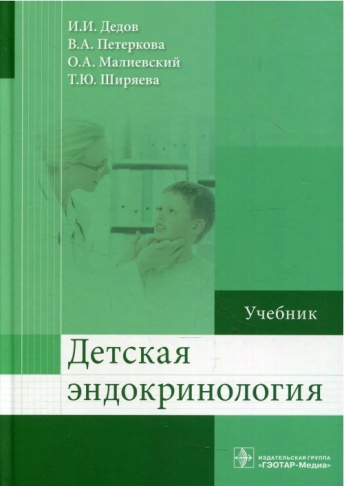 И.И. Дедов
В.А. Петеркова
О.А. Малиевский
Т.Ю. Ширяева
Учебник
Детская
эндокринология
ИЗДАТЕЛЬСКАЯ ГРУППА
«ГЭОТАР-Медиа»